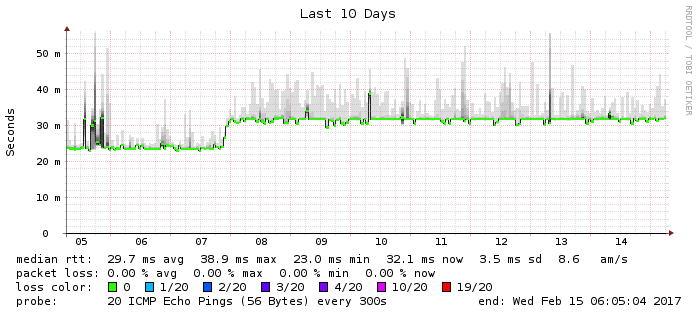 Last 10 Days
RRDTOOL / TOBI OETIKER
Seconds
50 m
40 m
30 m
20 m
10 m
0
05 06 07 08 09 10 11 12 13 14
median rtt: 29.7 ms avg 38.9 ms max 23.0 ms min 32.1 ms now 3.5 ms sd 8.6 am/s
packet loss: 0.00 % avg 0.00 % max 0.00 % min 0.00 % now
loss color: 0 1/20 2/20 3/20 4/20 10/20 19/20
probe: 20 ICMP Echo Pings (56 Bytes) every 300s end: Wed Feb 15 06:05:04 2017